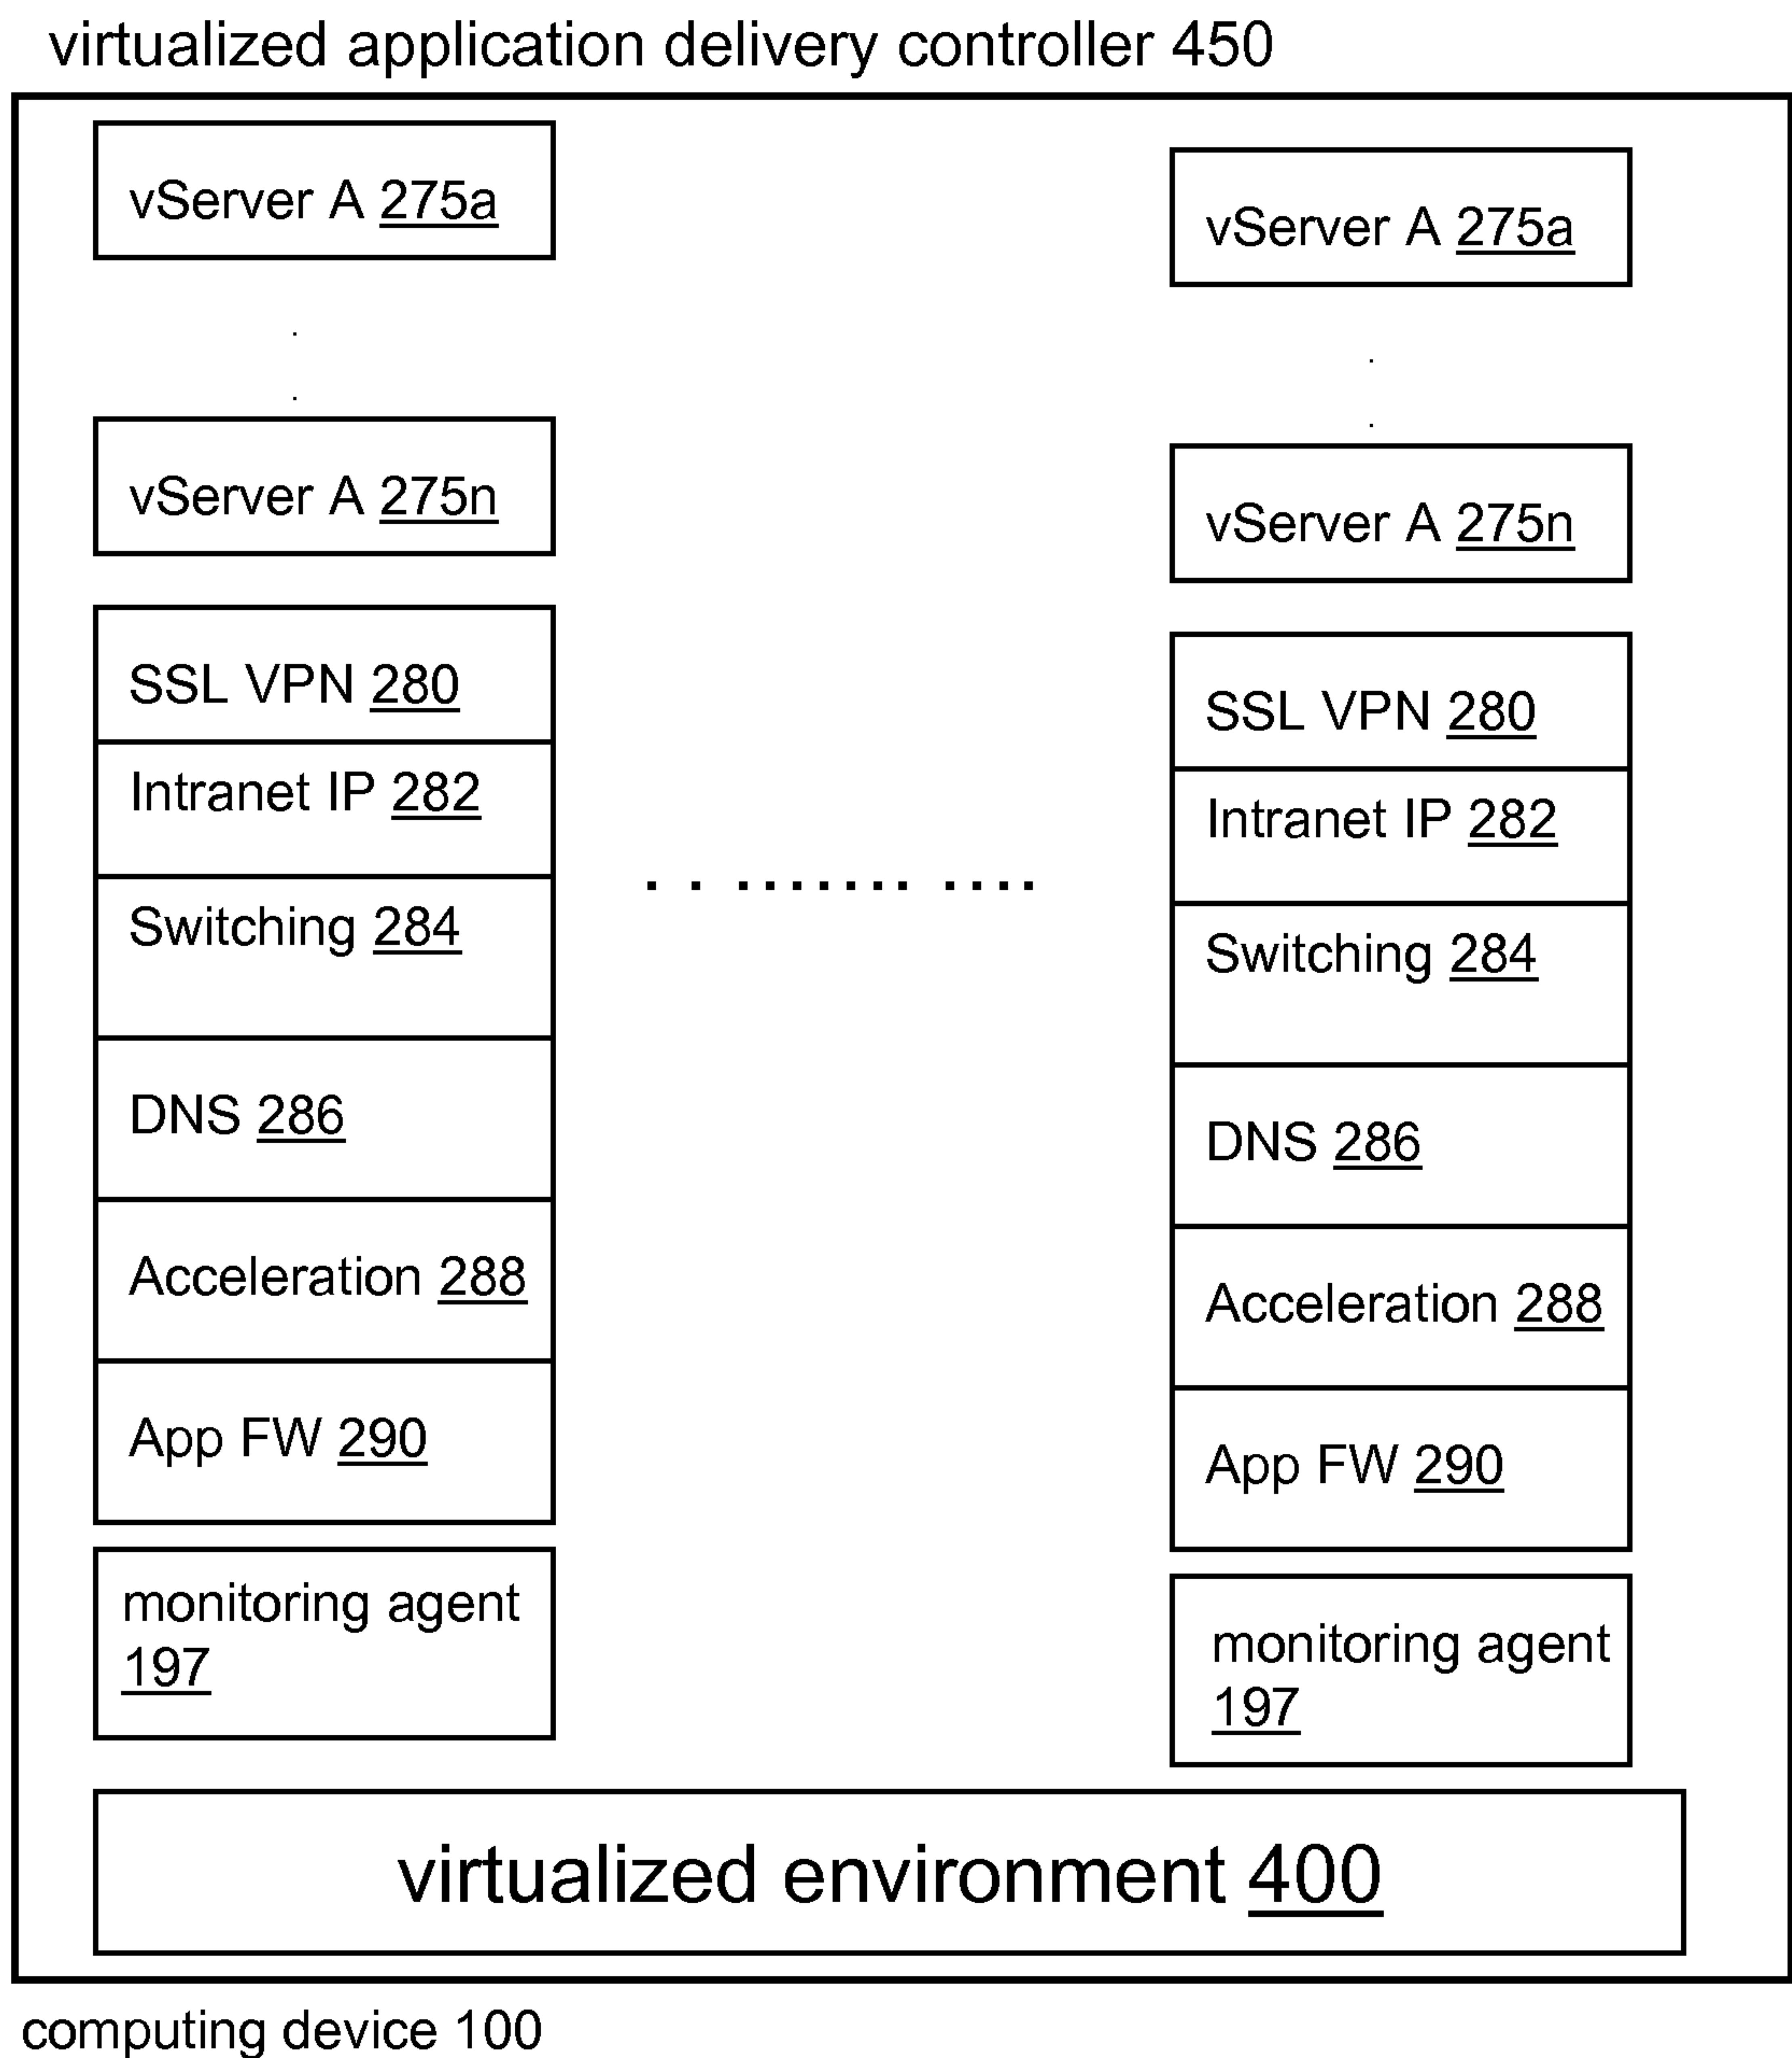 virtualized application delivery controller 450
vServer A 275a
vServer A 275n
SSL VPN 280
Intranet IP 282
Switching 284
DNS 286
Acceleration 288
App FW 290
monitoring agent
197
vServer A 275a
vServer A 275n
SSL VPN 280
Intranet IP 282
Switching 284
DNS 286
Acceleration 288
App FW 290
monitoring agent
197
virtualized environment 400
computing device 100